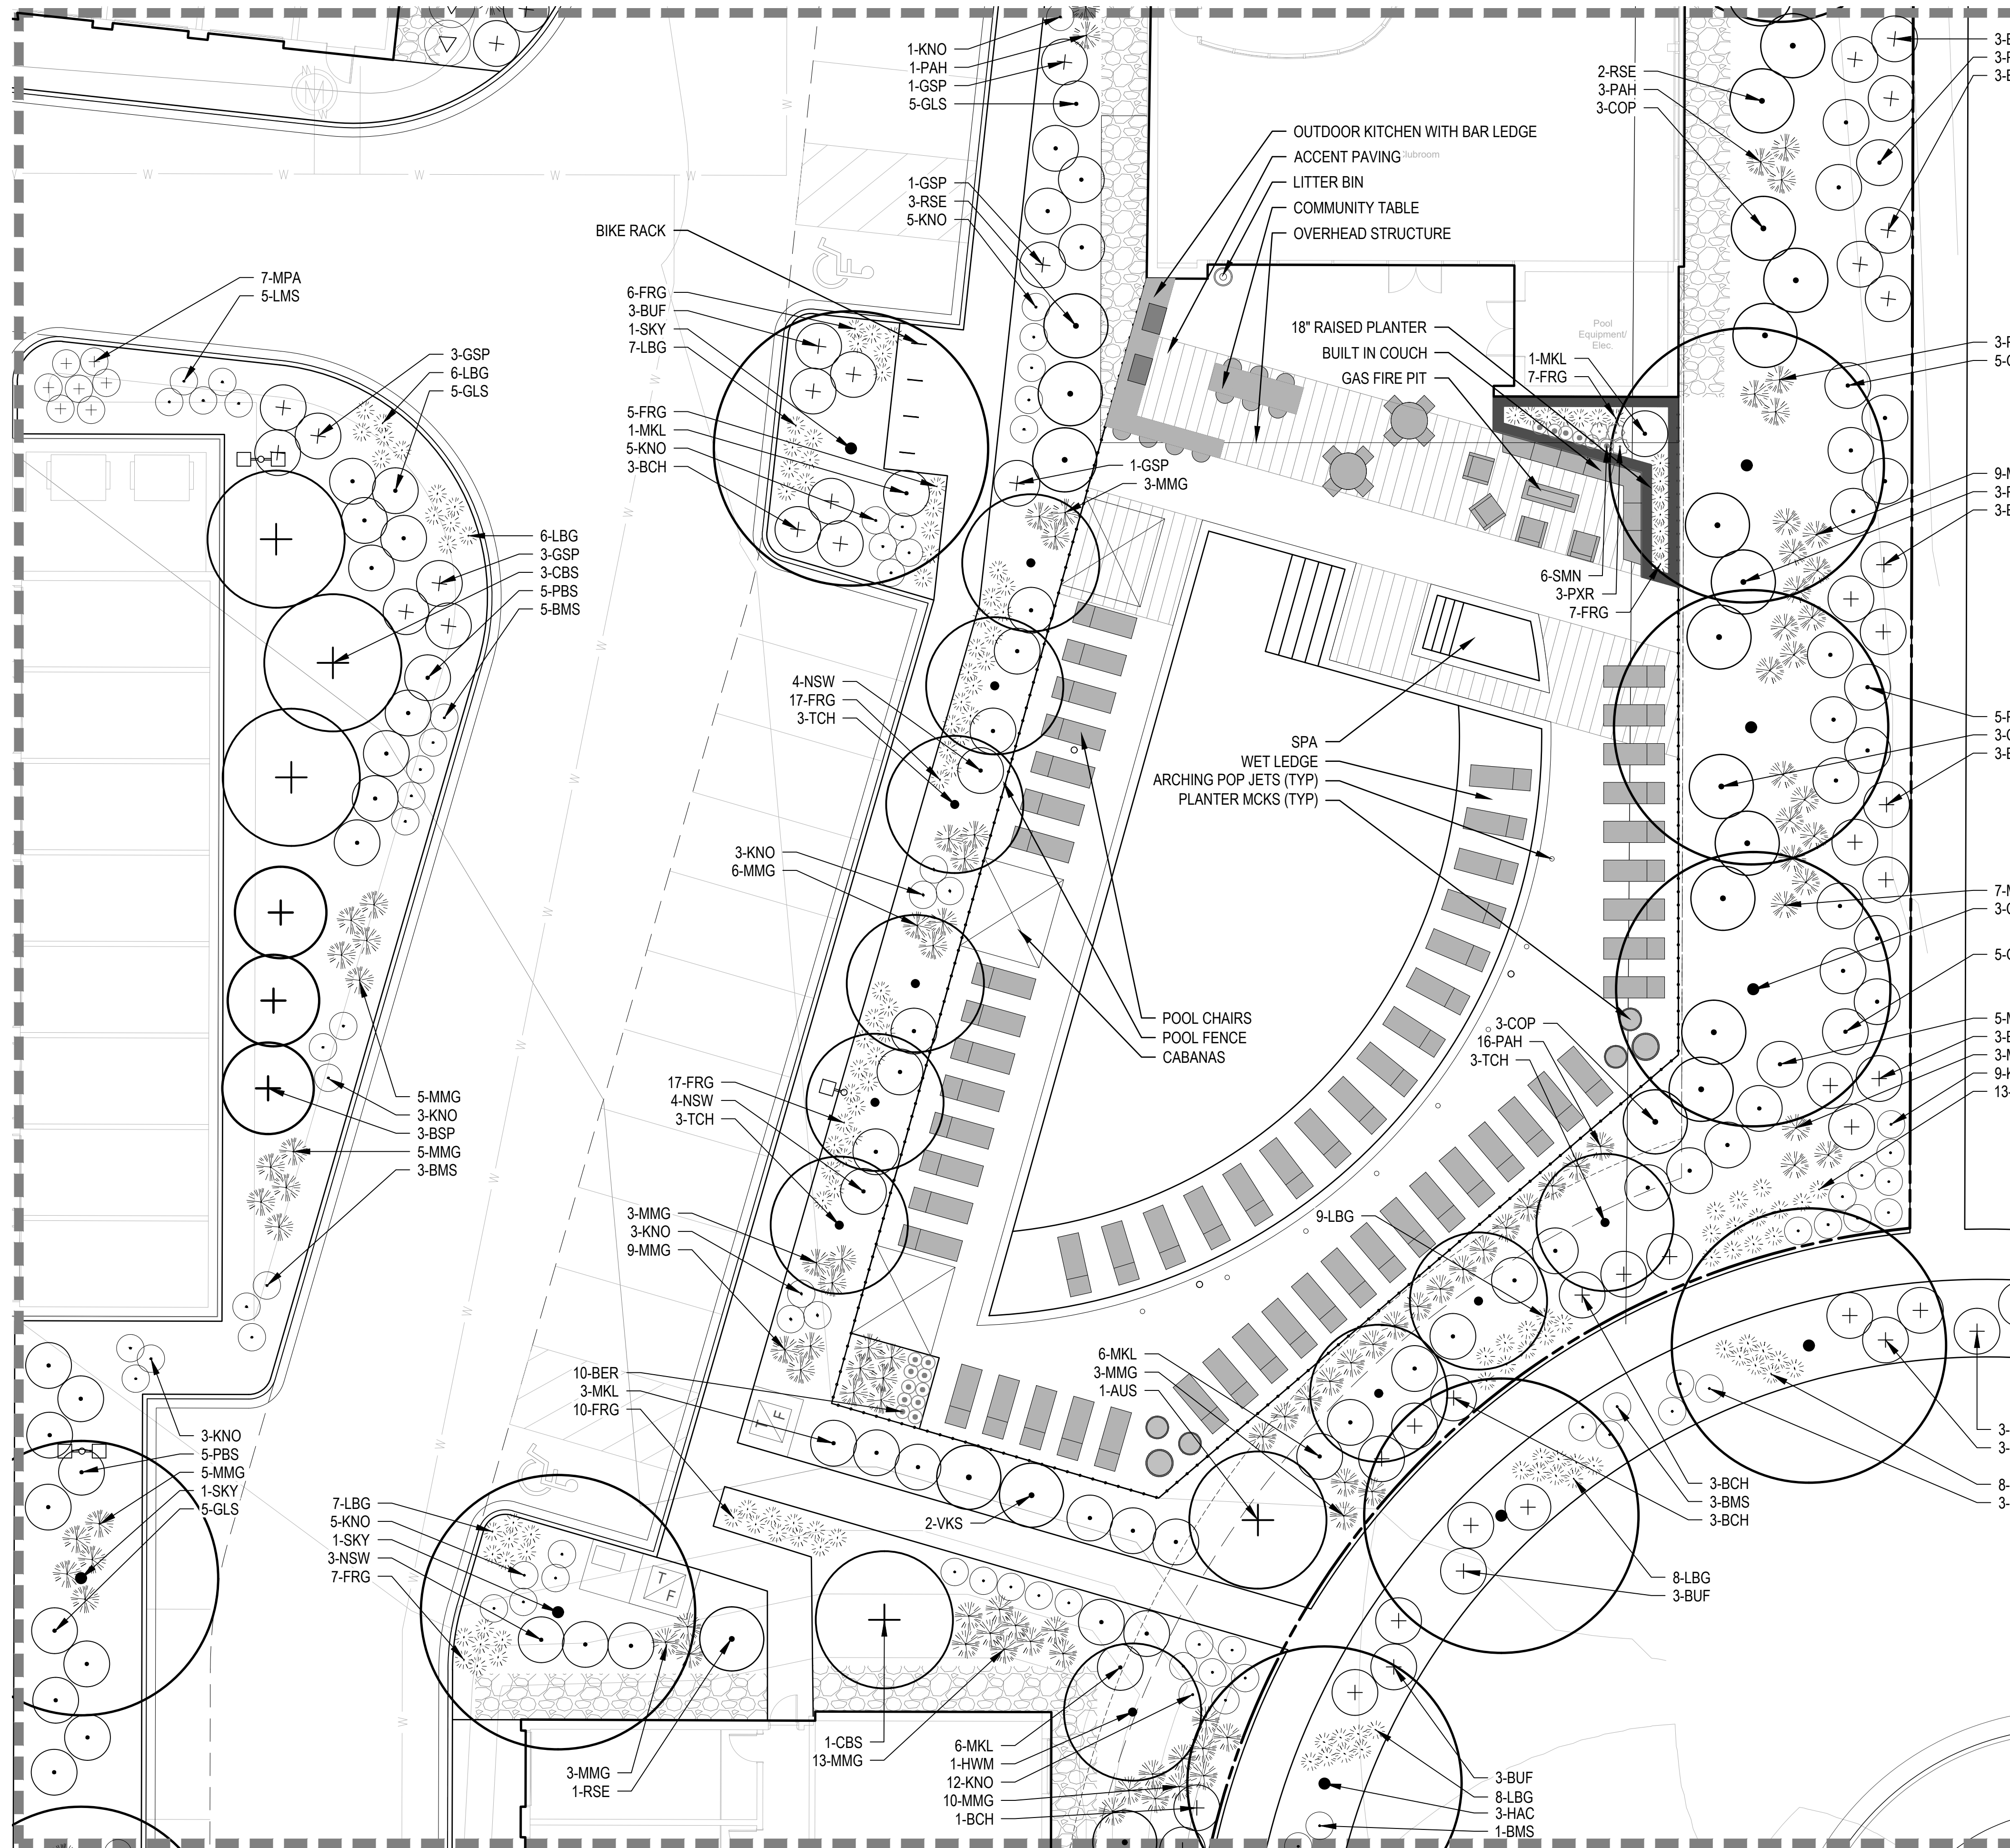 1-KNO
1-PAH
1-GSP
5-GLS
2-RSE
3-PAH
3-COP
OUTDOOR KITCHEN WITH BAR LEDGE
ACCENT PAVING
Clubroom
LITTER BIN
COMMUNITY TABLE
OVERHEAD STRUCTURE
1-GSP
3-RSE
5-KNO
BIKE RACK
7-MPA
5-LMS
6-FRG
3-BUF
1-SKY
7-LBG
18" RAISED PLANTER
BUILT IN COUCH
GAS FIRE PIT
Pool
Equipment/
Elec.
1-MKL
7-FRG
3-GSP
6-LBG
5-GLS
5-FRG
1-MKL
5-KNO
3-BCH
1-GSP
3-MMG
6-LBG
3-GSP
3-CBS
5-PBS
5-BMS
6-SMN
3-PXR
7-FRG
4-NSW
17-FRG
3-TCH
SPA
WET LEDGE
ARCHING POP JETS (TYP)
PLANTER MCKS (TYP)
3-KNO
6-MMG
POOL CHAIRS
POOL FENCE
CABANAS
3-COP
16-PAH
3-TCH
17-FRG
4-NSW
3-TCH
5-MMG
3-KNO
3-BSP
5-MMG
3-BMS
3-MMG
3-KNO
9-MMG
9-LBG
10-BER
3-MKL
10-FRG
6-MKL
3-MMG
1-AUS
T
F
3-KNO
5-PBS
5-MMG
1-SKY
5-GLS
7-LBG
5-KNO
1-SKY
3-NSW
7-FRG
2-VKS
3-BCH
3-BMS
3-BCH
T
F
8-LBG
3-BUF
3-MMG
1-RSE
1-CBS
13-MMG
6-MKL
1-HWM
12-KNO
10-MMG
1-BCH
3-BUF
8-LBG
3-HAC
1-BMS